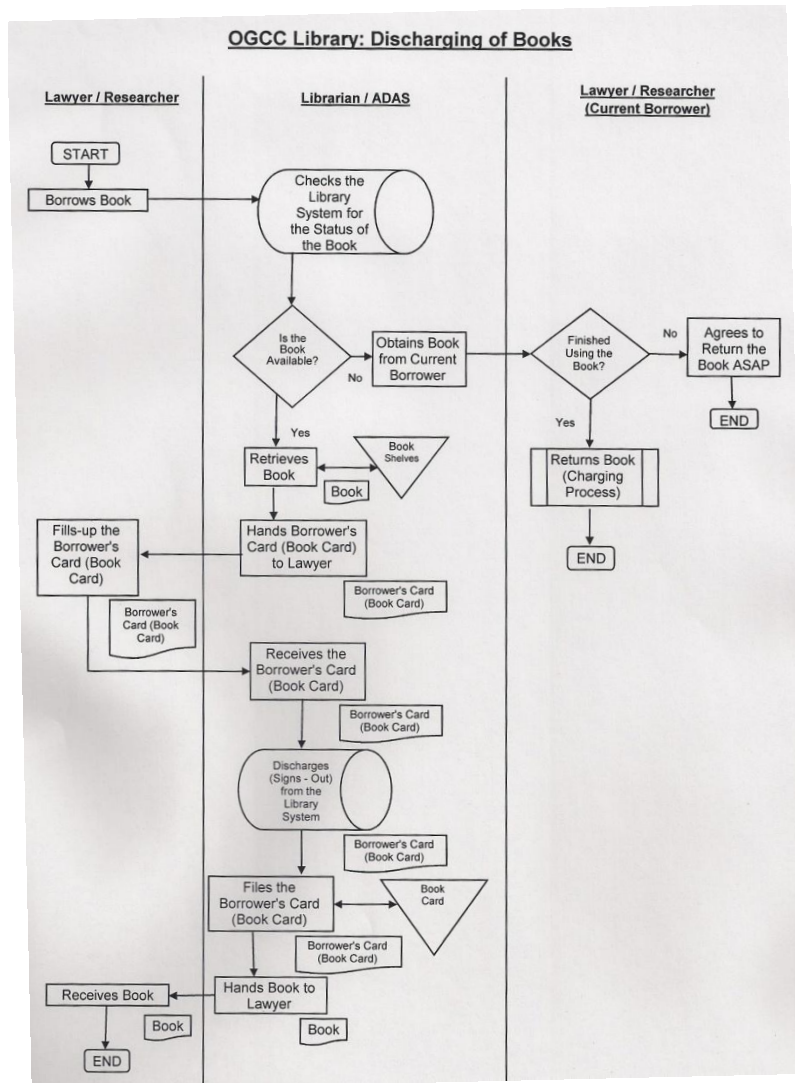 OGCC Library: Discharging of Books
Lawyer / Researcher
Librarian / ADAS
Lawyer / Researcher
(Current Borrower)
START
Borrows Book
Checks the
Library
System for
the Status of
the Book
Is the
Book
Available?
No
Obtains Book
from Current
Borrower
Finished
Using the
Book?
No
Agrees to
Return the
Book ASAP
END
Yes
Yes
Returns Book
(Charging
Process)
END
Retrieves
Book
Book
Shelves
Book
Hands Borrower's
Card (Book Card)
to Lawyer
Borrower's Card
(Book Card)
Fills-up the
Borrower's
Card (Book
Card)
Borrower's
Card (Book
Card)
Receives the
Borrower's Card
(Book Card)
Borrower's Card
(Book Card)
Discharges
(Signs - Out)
from the
Library
System
Borrower's Card
(Book Card)
Files the
Borrower's Card
(Book Card)
Book
Card
Borrower's Card
(Book Card)
Hands Book to
Lawyer
Book
Receives Book
Book
END